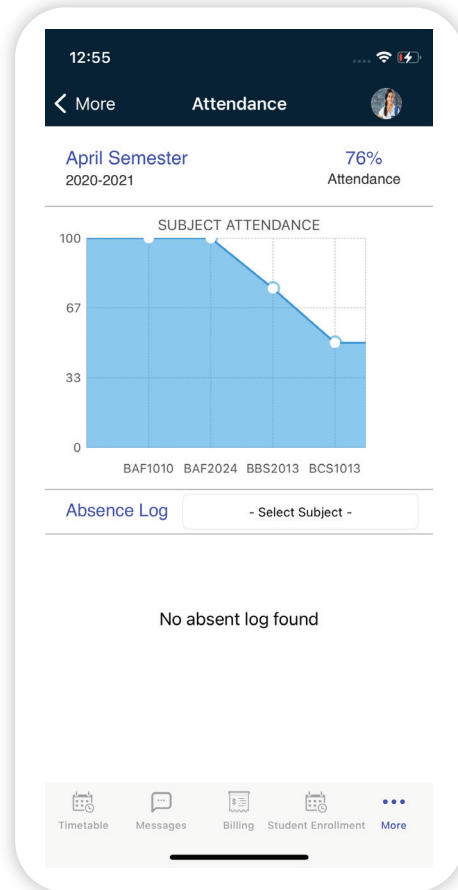 12:55
More Attendance
April Semester 76%
2020-2021 Attendance
SUBJECT ATTENDANCE
100
67
33
0
BAF1010 BAF2024 BBS2013 BCS1013
Absence Log - Select Subject -
No absent log found
Timetable Messages Billing Student Enrollment More